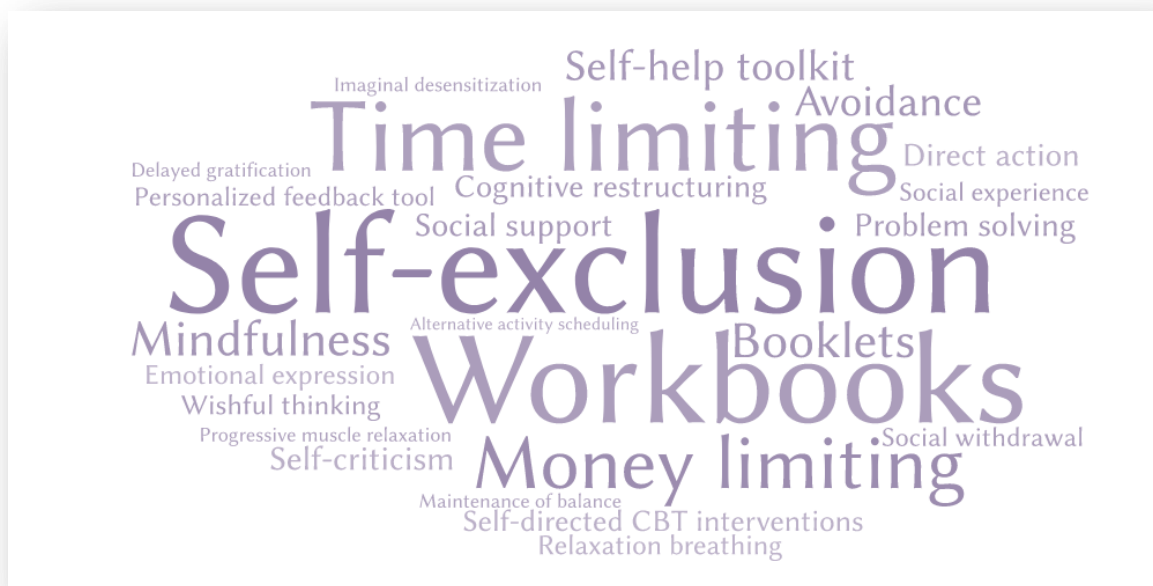 Self-help toolkit
Imaginal desensitization
Avoidance
Time limiting
Direct action
Delayed gratification
Cognitive restructuring
Social experience
Personalized feedback tool
Social support
Problem solving
Self-exclusion
Alternative activity scheduling
Mindfulness
Booklets
Emotional expression
Workbooks
Wishful thinking
Progressive muscle relaxation
Social withdrawal
Self-criticism
Money limiting
Maintenance of balance
Self-directed CBT interventions
Relaxation breathing